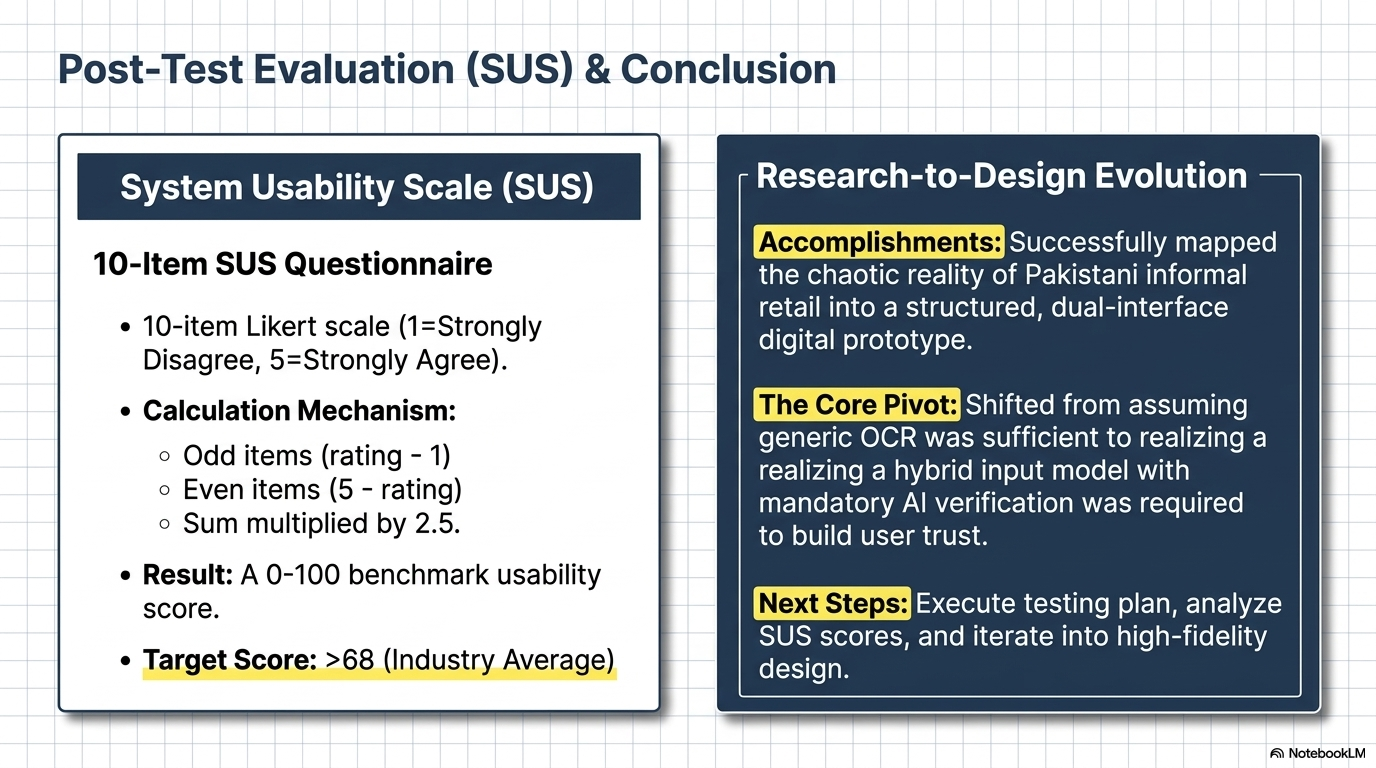 Post-Test Evaluation (SUS) & Conclusion
System Usability Scale (SUS)
10-Item SUS Questionnaire
• 10-item Likert scale (1=Strongly
Disagree, 5=Strongly Agree).
• Calculation Mechanism:
○ Odd items (rating - 1)
○ Even items (5 - rating)
○ Sum multiplied by 2.5.
• Result: A 0-100 benchmark usability
score.
• Target Score: >68 (Industry Average)
Research-to-Design Evolution
Accomplishments: Successfully mapped
the chaotic reality of Pakistani informal
retail into a structured, dual-interface
digital prototype.
The Core Pivot: Shifted from assuming
generic OCR was sufficient to realizing a
realizing a hybrid input model with
mandatory AI verification was required
to build user trust.
Next Steps: Execute testing plan, analyze
SUS scores, and iterate into high-fidelity
design.
NotebookLM